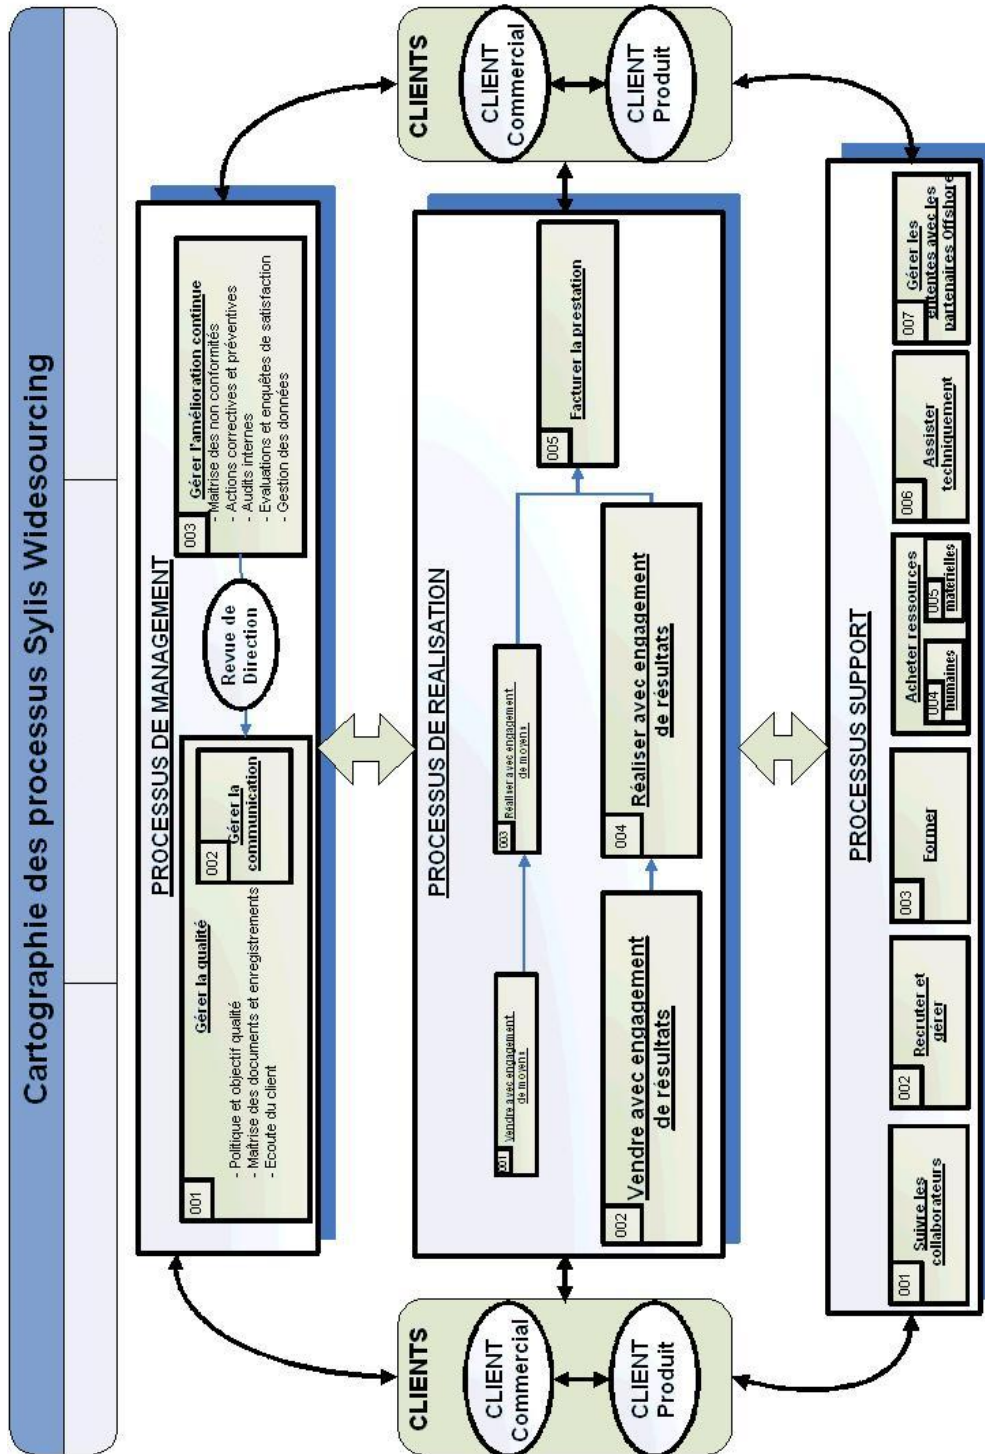 Cartographie des processus Sylis Widesourcing
CLIENTS
CLIENT
Commercial
CLIENT
Produit
PROCESSUS DE MANAGEMENT
001
Gérer la qualité
- Politique et objectif qualité
- Maîtrise des documents et enregistrements
- Ecoute du client
002
Gérer la
communication
Revue de
Direction
003
Gérer l'amélioration continue
- Maîtrise des non conformités
- Actions correctives et préventives
- Audits internes
- Evaluations et enquêtes de satisfaction
- Gestion des données
PROCESSUS DE REALISATION
001
Vendre avec engagement
de moyens
003
Réaliser avec engagement
de moyens
002
Vendre avec engagement
de résultats
004
Réaliser avec engagement
de résultats
005
Facturer la prestation
PROCESSUS SUPPORT
001
Suivre les
collaborateurs
002
Recruter et
gérer
003
Former
Acheter ressources
004
humaines
005
matérielles
006
Assister
techniquement
007
Gérer les
ententes avec les
partenaires Offshore
CLIENTS
CLIENT
Commercial
CLIENT
Produit